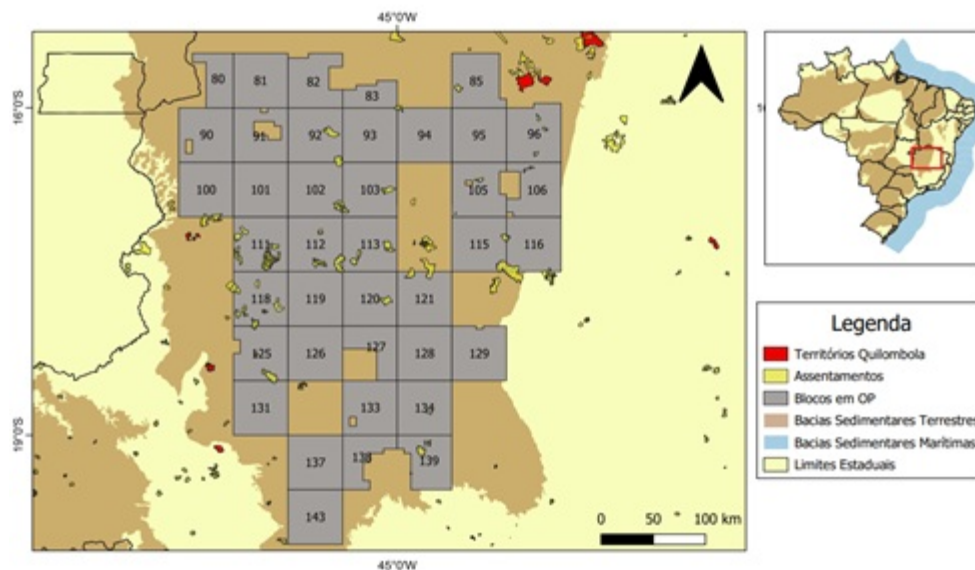 45°0'W
16°S
80 81 82 83 85
90 91 92 93 94 95 96
100 101 102 103 105 106
111 112 113 115 116
118 119 120 121
125 126 127 128 129
131 133 134
19°S
137 138 139
143
0 50 100 km
45°0'W
Legenda
Territórios Quilombola
Assentamentos
Blocos em OP
Bacias Sedimentares Terrestres
Bacias Sedimentares Marítimas
Limites Estaduais